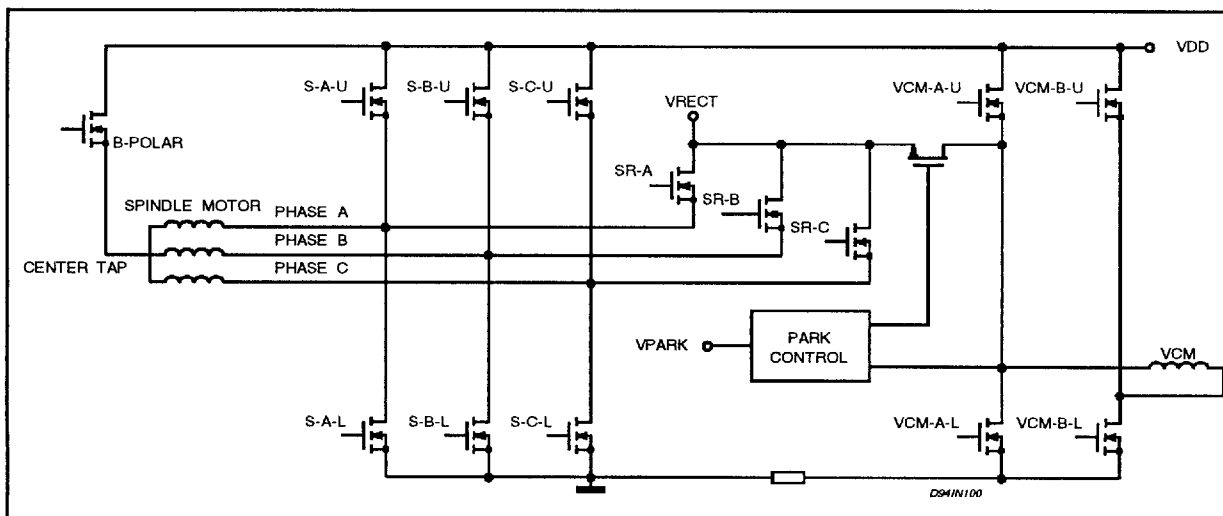 VDD
S-A-U
S-B-U
S-C-U
VCM-A-U
VCM-B-U
VRECT
B-POLAR
SR-A
SR-B
SR-C
SPINDLE MOTOR
PHASE A
PHASE B
PHASE C
CENTER TAP
VPARK
PARK
CONTROL
VCM
S-A-L
S-B-L
S-C-L
VCM-A-L
VCM-B-L
D94IN100